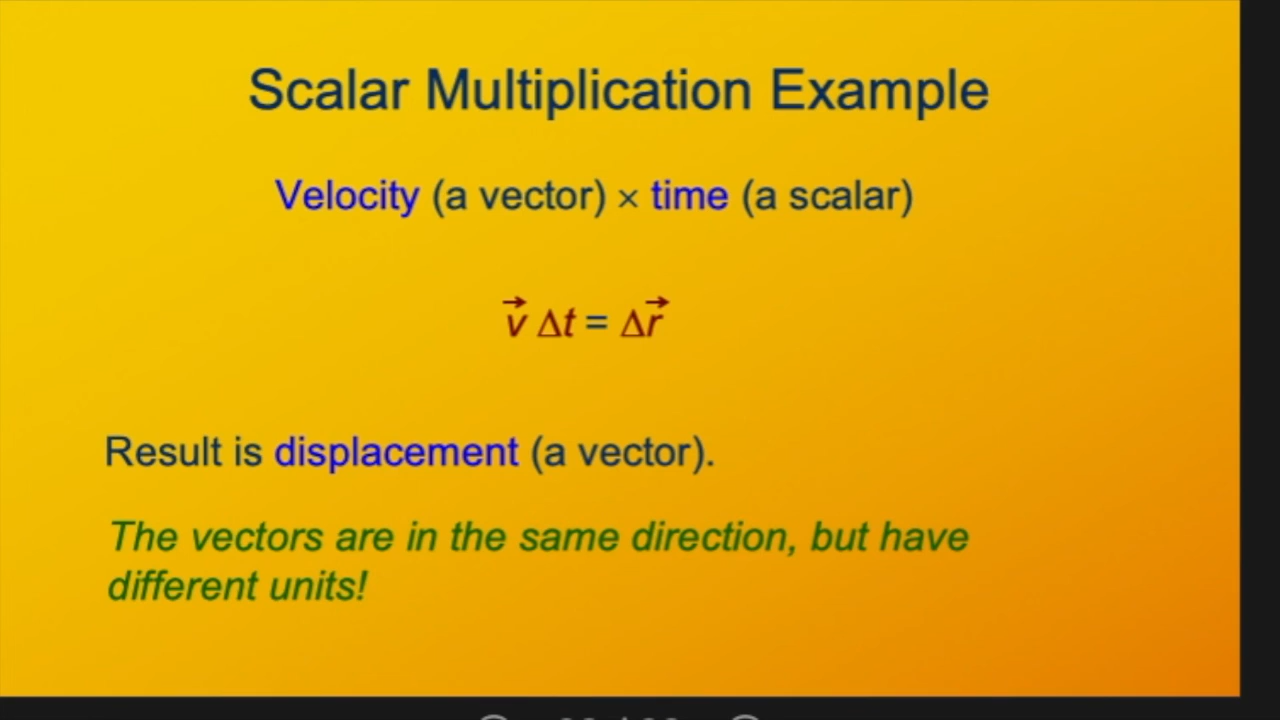 Scalar Multiplication Example
Velocity (a vector) × time (a scalar)
v⃗ Δt = Δr⃗
Result is displacement (a vector).
The vectors are in the same direction, but have
different units!